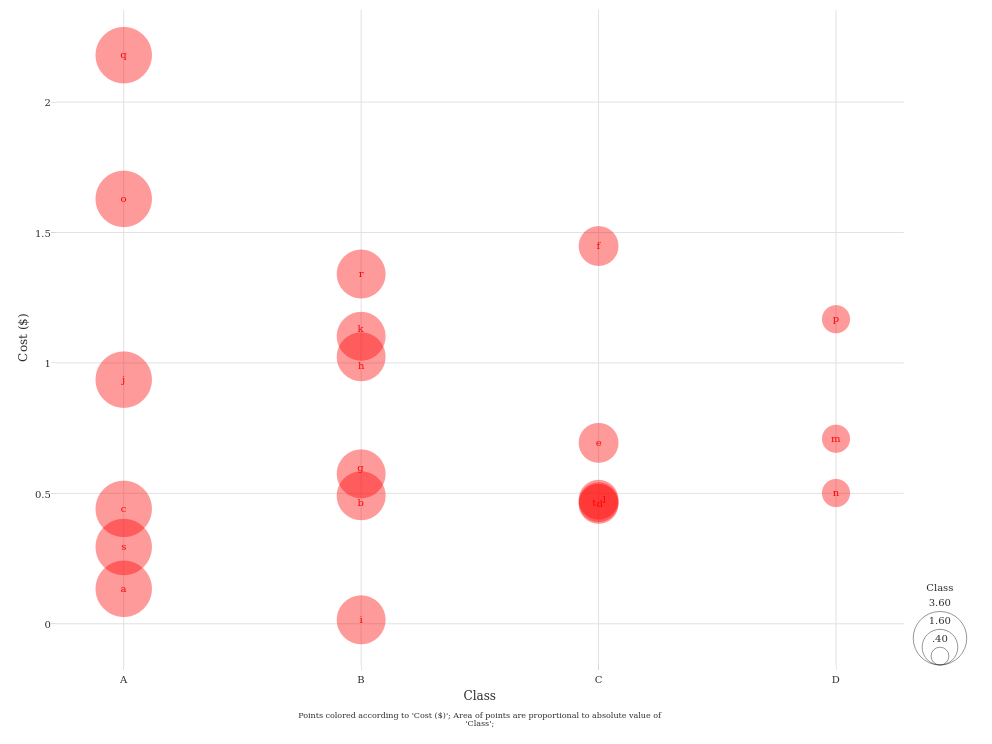 q
2
o
1.5
f
r
p
k
Cost ($)
1
h
j
m
e
g
0.5
n
c
b
t
d
l
s
a
Class
3.60
i
0
1.60
.40
A
B
C
D
Class
Points colored according to 'Cost ($)'; Area of points are proportional to absolute value of
'Class';